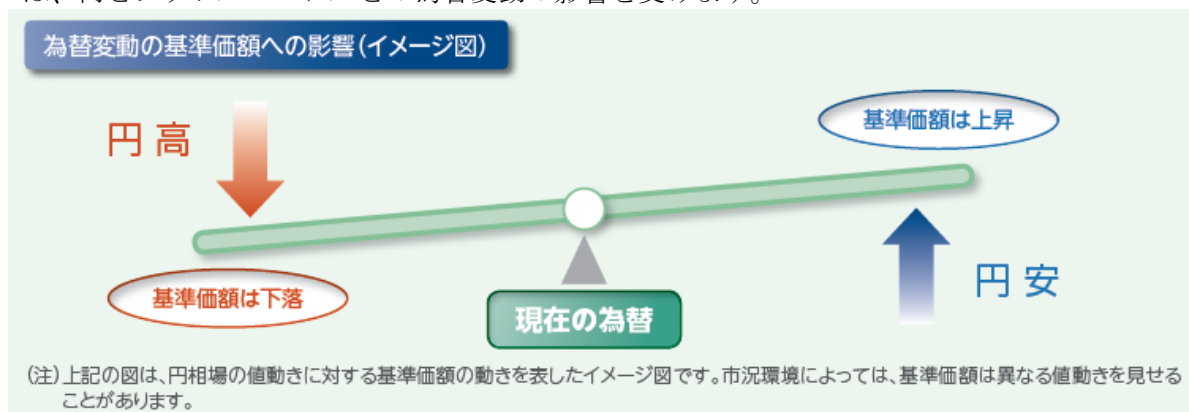 為替変動の基準価額への影響(イメージ図)
円高
基準価額は上昇
基準価額は下落
現在の為替
円安
(注)上記の図は、円相場の値動きに対する基準価額の動きを表したイメージ図です。市況環境によっては、基準価額は異なる値動きを見せる
ことがあります。